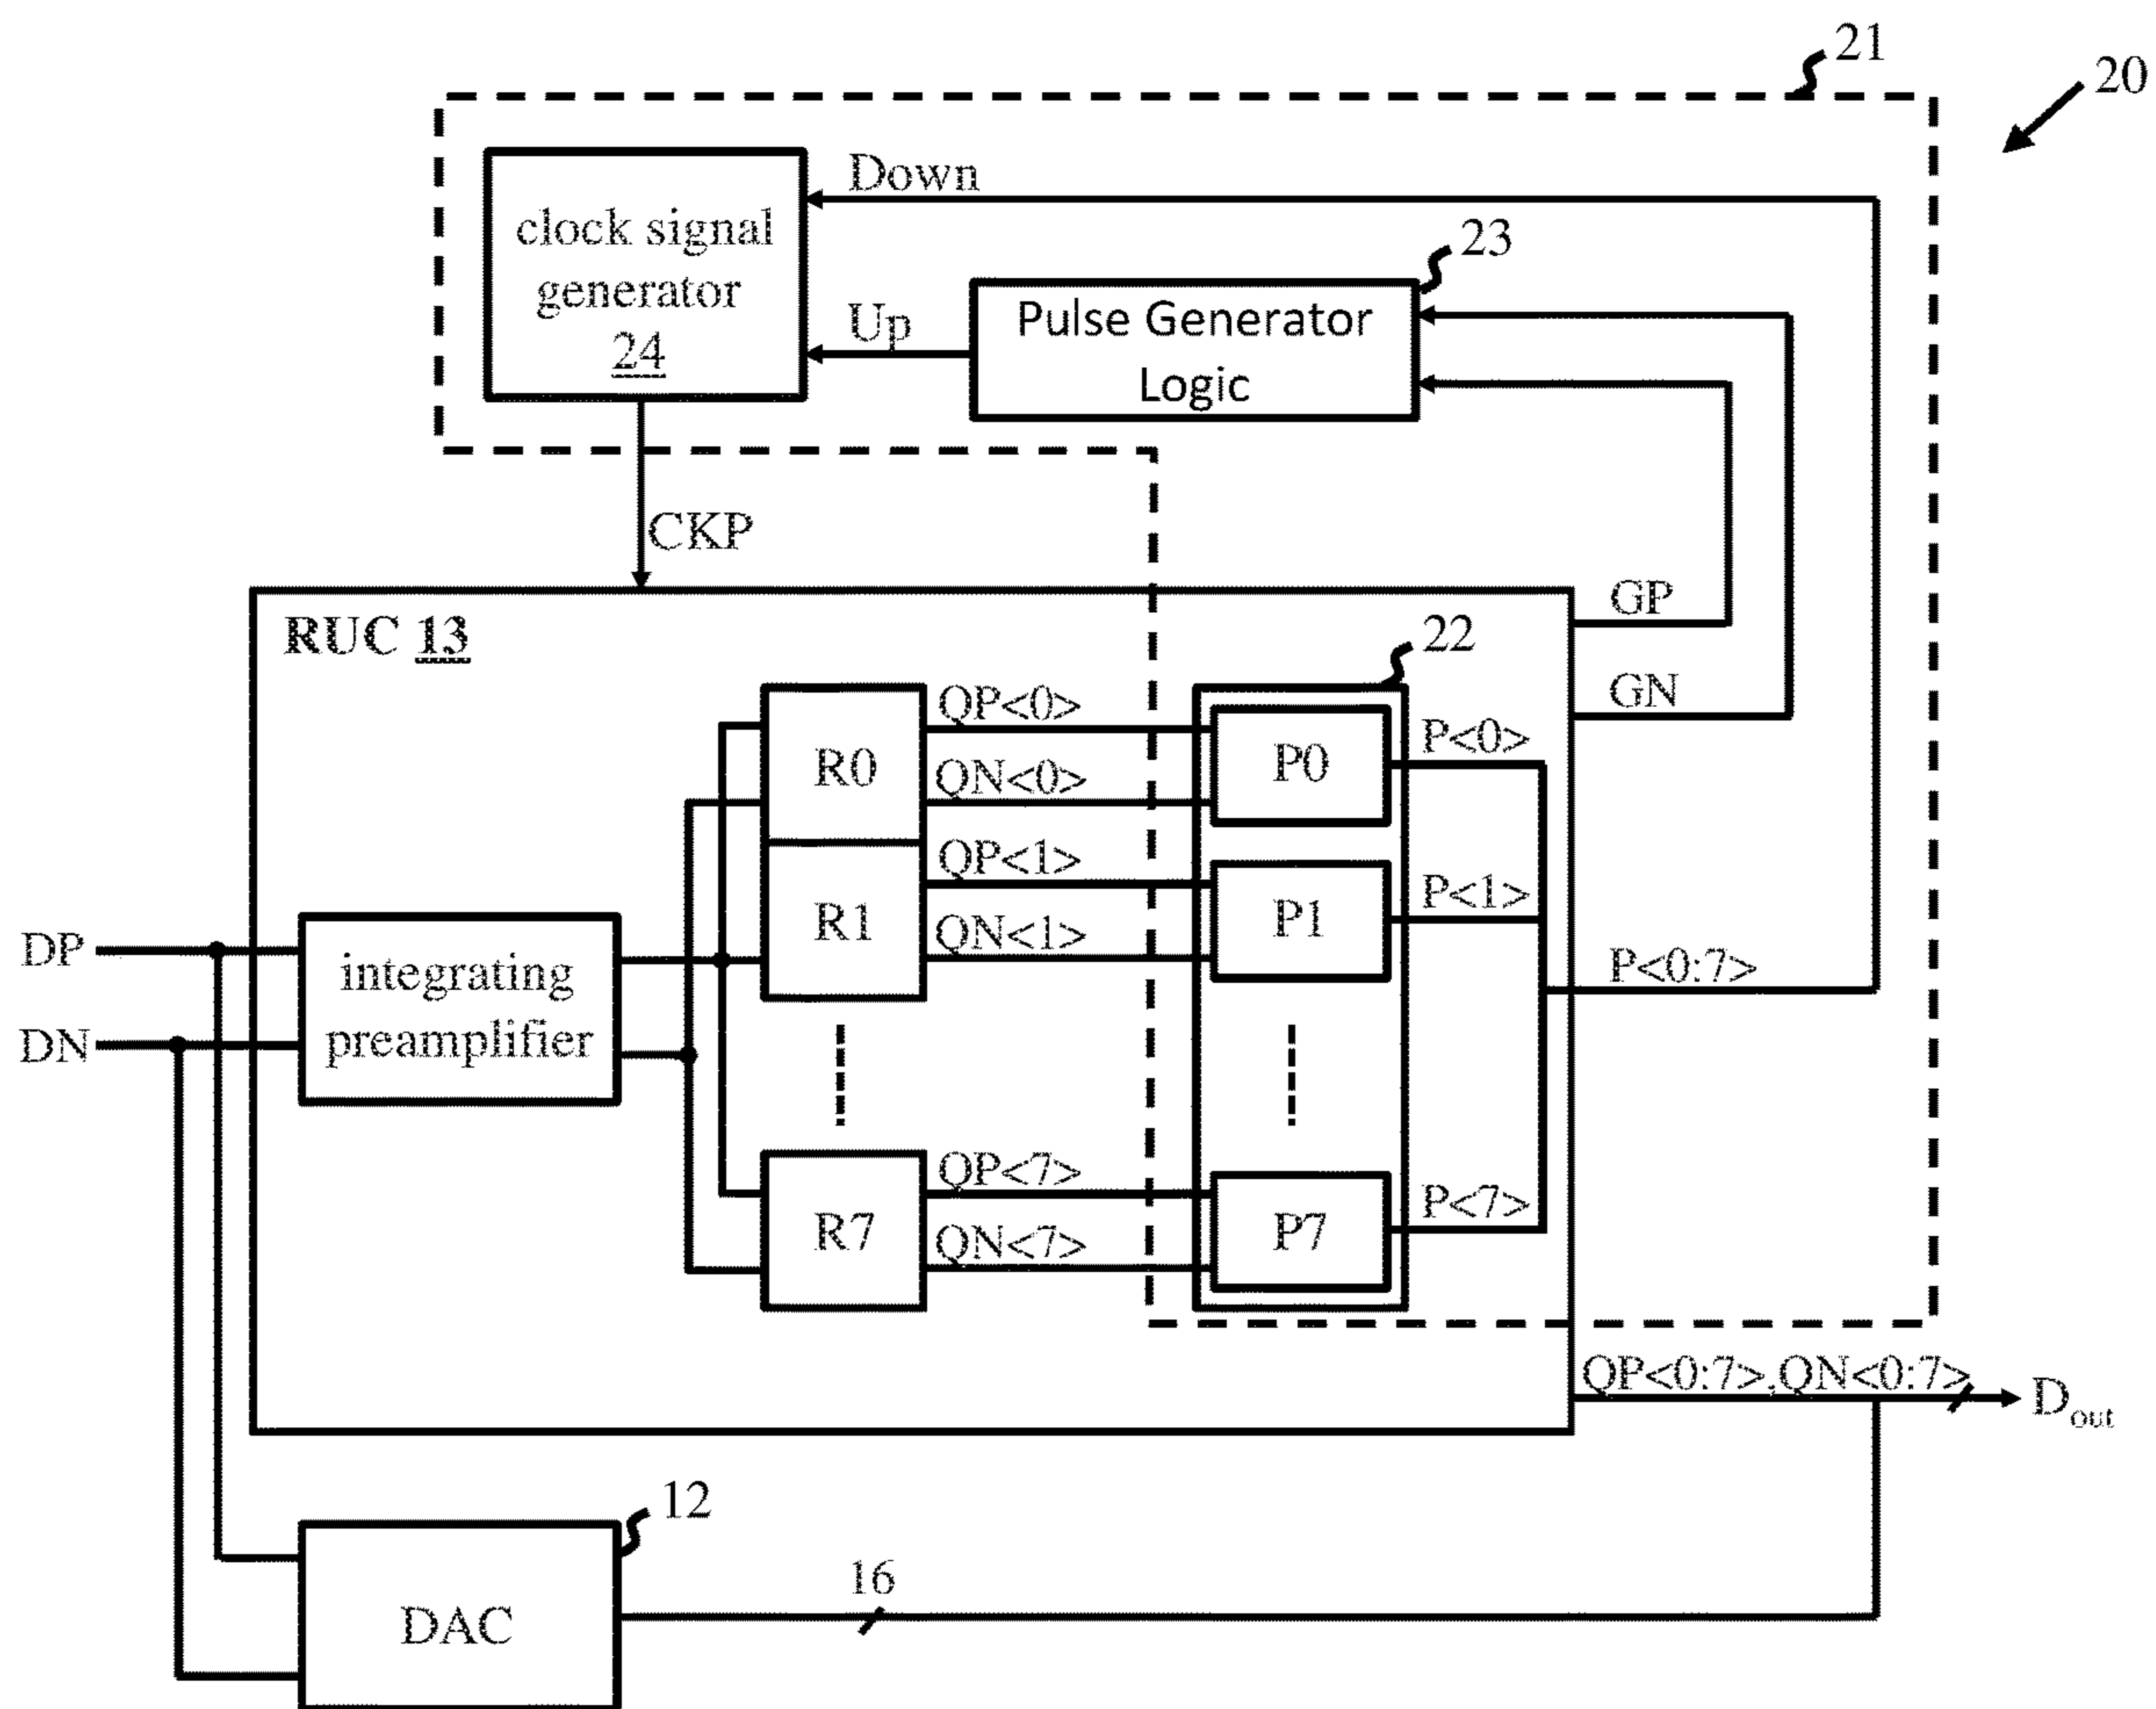 21
20
Down
clock signal
generator
24
23
Up
Pulse Generator
Logic
CKP
RUC 13
GP
22
GN
QP<0>
R0
QN<0>
P0
P<0>
QP<1>
R1
QN<1>
P1
P<1>
DP
integrating
preamplifier
DN
P<0:7>
QP<7>
R7
QN<7>
P7
P<7>
QP<0:7>,QN<0:7>
Dout
12
DAC
16